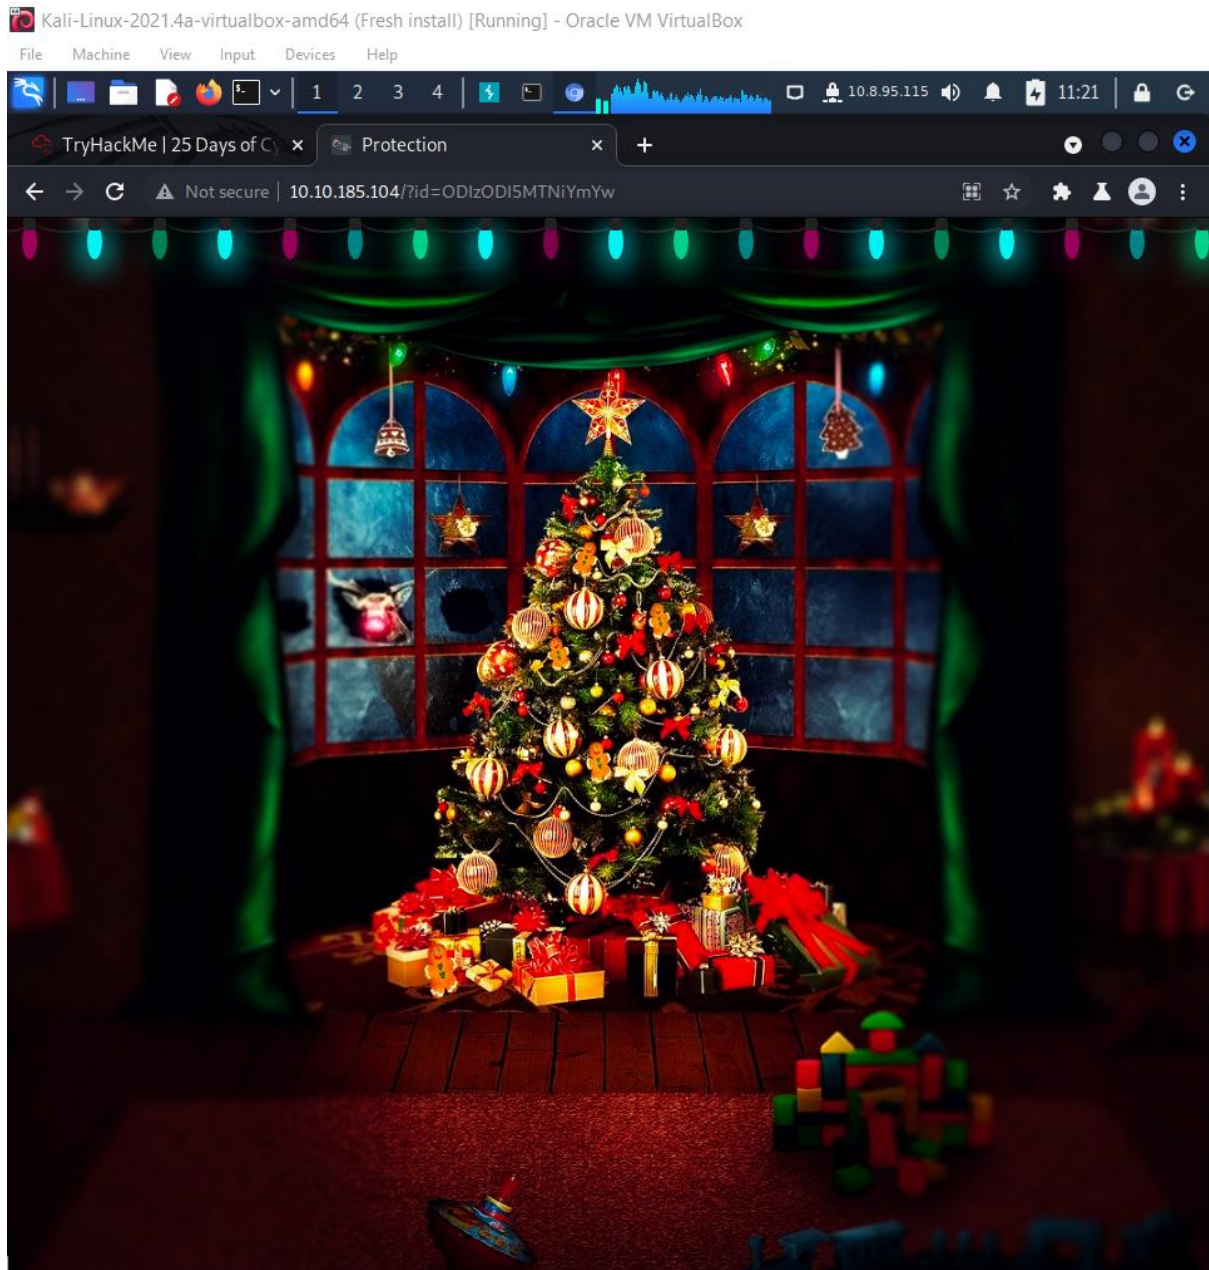 Kali-Linux-2021.4a-virtualbox-amd64 (Fresh install) [Running] - Oracle VM VirtualBox
File Machine View Input Devices Help
1 2 3 4 10.8.95.115 11:21
TryHackMe | 25 Days of Cy Protection
Not secure | 10.10.185.104/?id=ODIzODI5MTNiYmYw